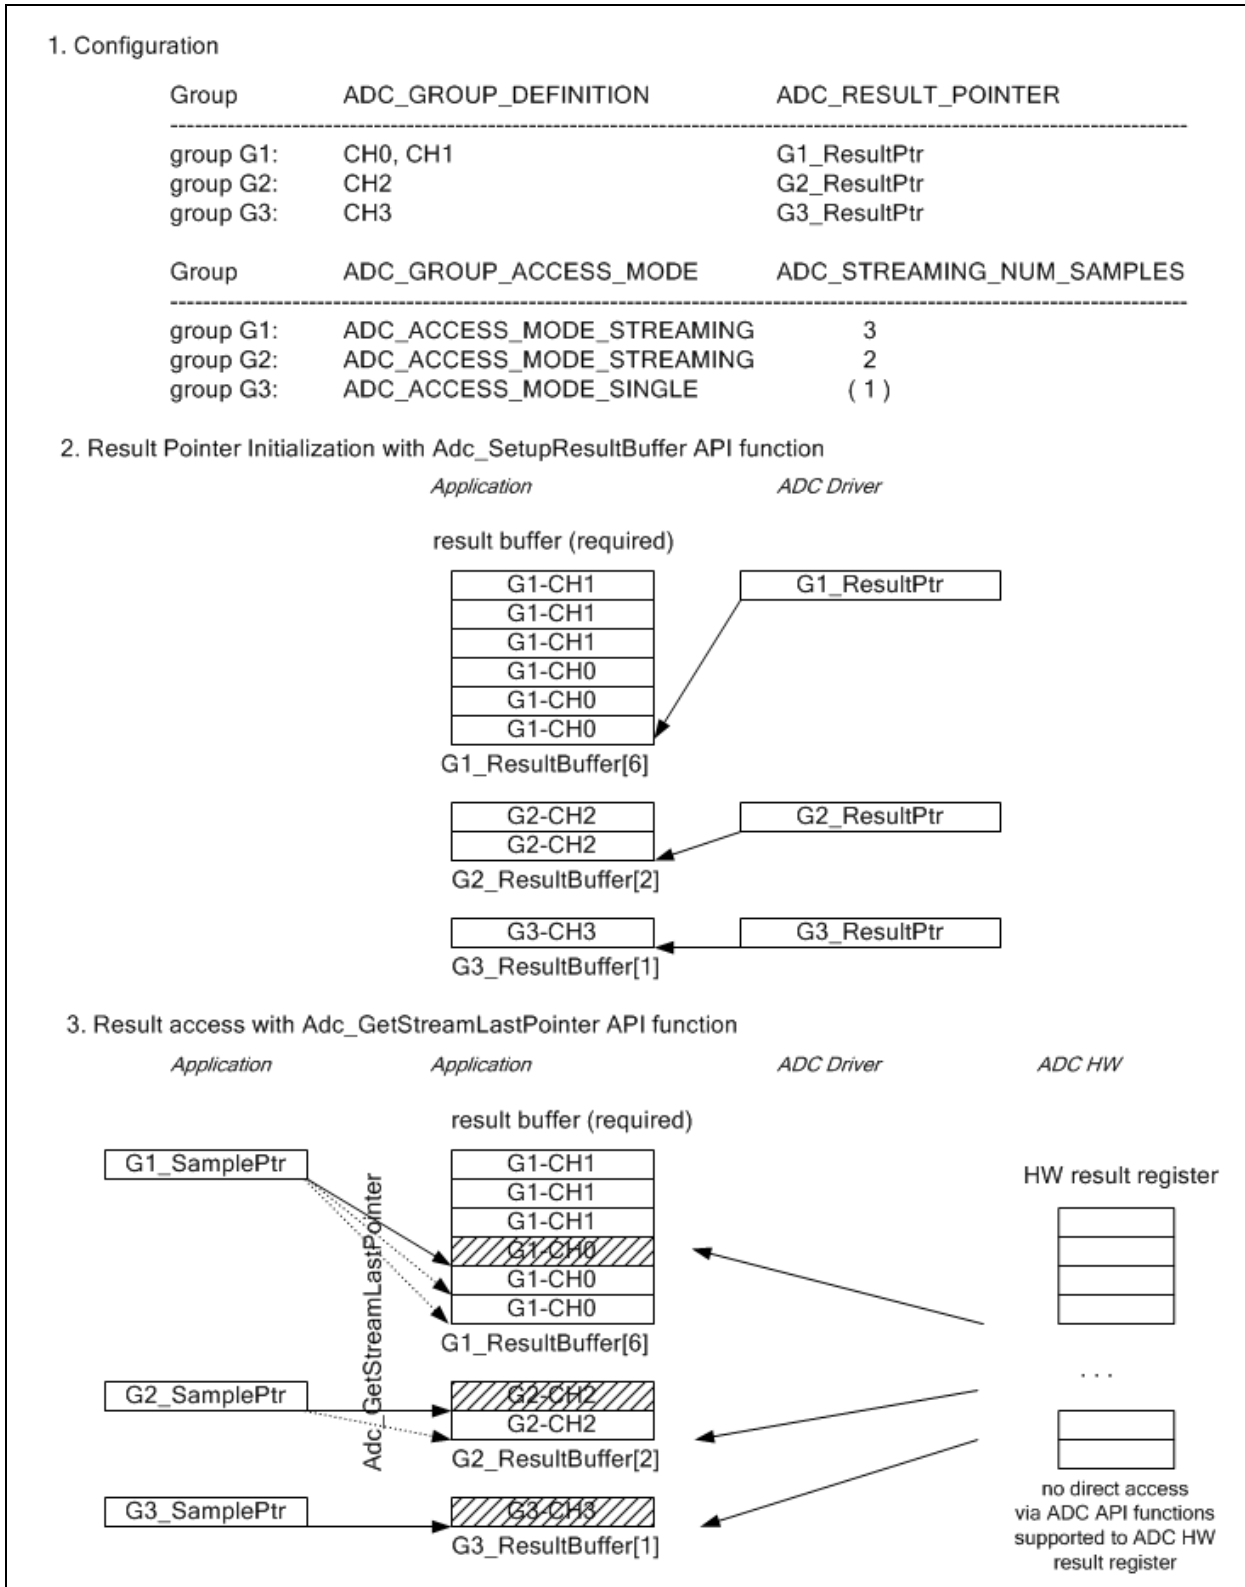 1. Configuration
Group ADC_GROUP_DEFINITION ADC_RESULT_POINTER
group G1: CH0, CH1 G1_ResultPtr
group G2: CH2 G2_ResultPtr
group G3: CH3 G3_ResultPtr
Group ADC_GROUP_ACCESS_MODE ADC_STREAMING_NUM_SAMPLES
group G1: ADC_ACCESS_MODE_STREAMING 3
group G2: ADC_ACCESS_MODE_STREAMING 2
group G3: ADC_ACCESS_MODE_SINGLE ( 1 )
2. Result Pointer Initialization with Adc_SetupResultBuffer API function
Application ADC Driver
result buffer (required)
G1-CH1 G1_ResultPtr
G1-CH1
G1-CH1
G1-CH0
G1-CH0
G1-CH0
G1_ResultBuffer[6]
G2-CH2 G2_ResultPtr
G2-CH2
G2_ResultBuffer[2]
G3-CH3 G3_ResultPtr
G3_ResultBuffer[1]
3. Result access with Adc_GetStreamLastPointer API function
Application Application ADC Driver ADC HW
result buffer (required)
G1_SamplePtr G1-CH1 HW result register
G1-CH1
G1-CH1
G1-CH0
G1-CH0
G1-CH0
G1_ResultBuffer[6]
Adc_GetStreamLastPointer
. . .
G2_SamplePtr G2-CH2
G2-CH2
G2_ResultBuffer[2]
G3_SamplePtr G3-CH3
G3_ResultBuffer[1]
no direct access
via ADC API functions
supported to ADC HW
result register